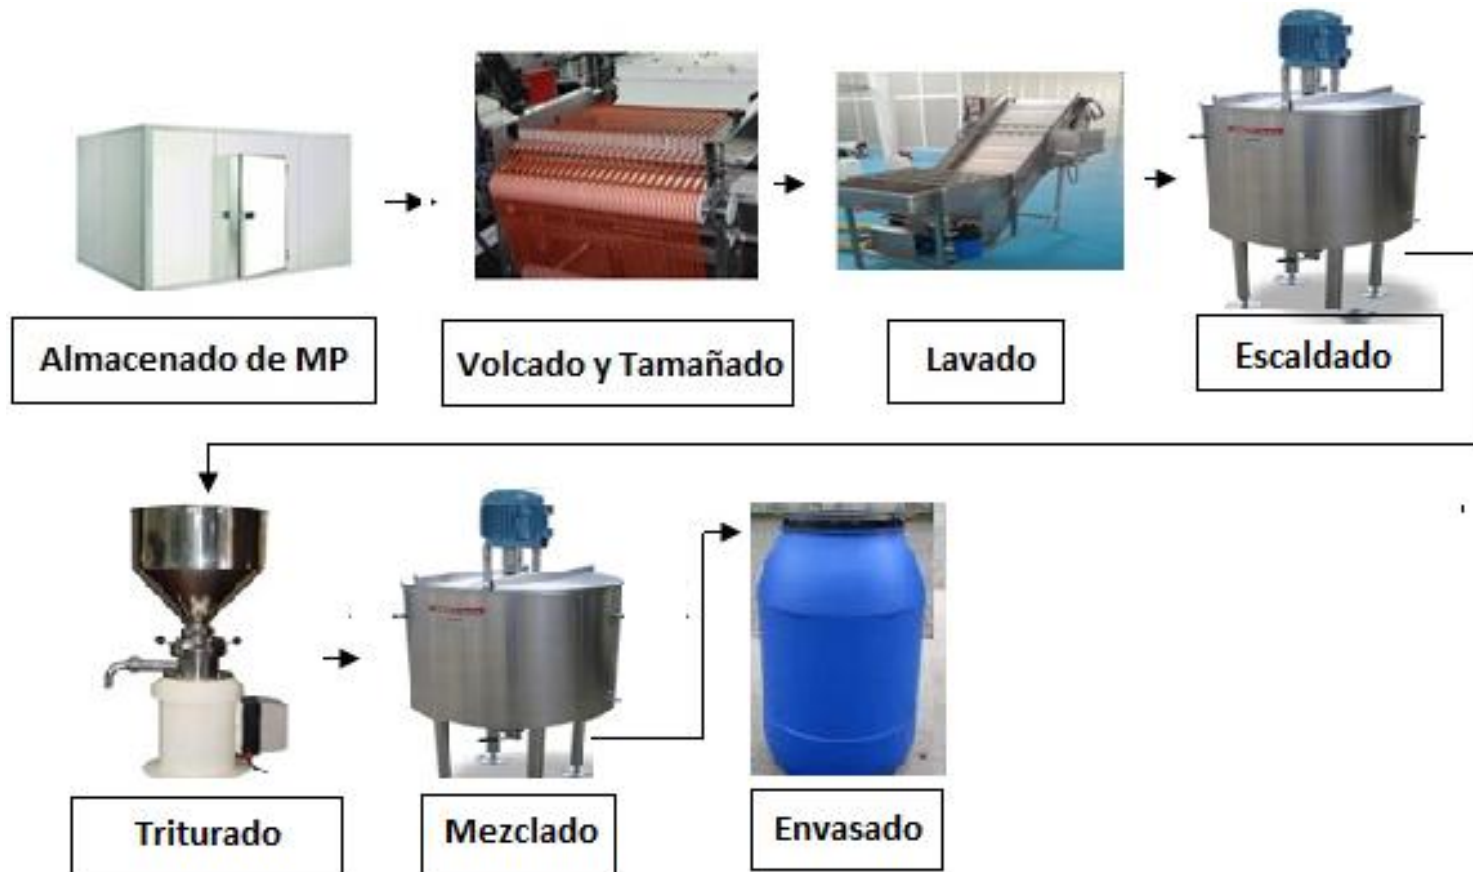 Almacenado de MP
Volcado y Tamañado
Lavado
Escaldado
Triturado
Mezclado
Envasado